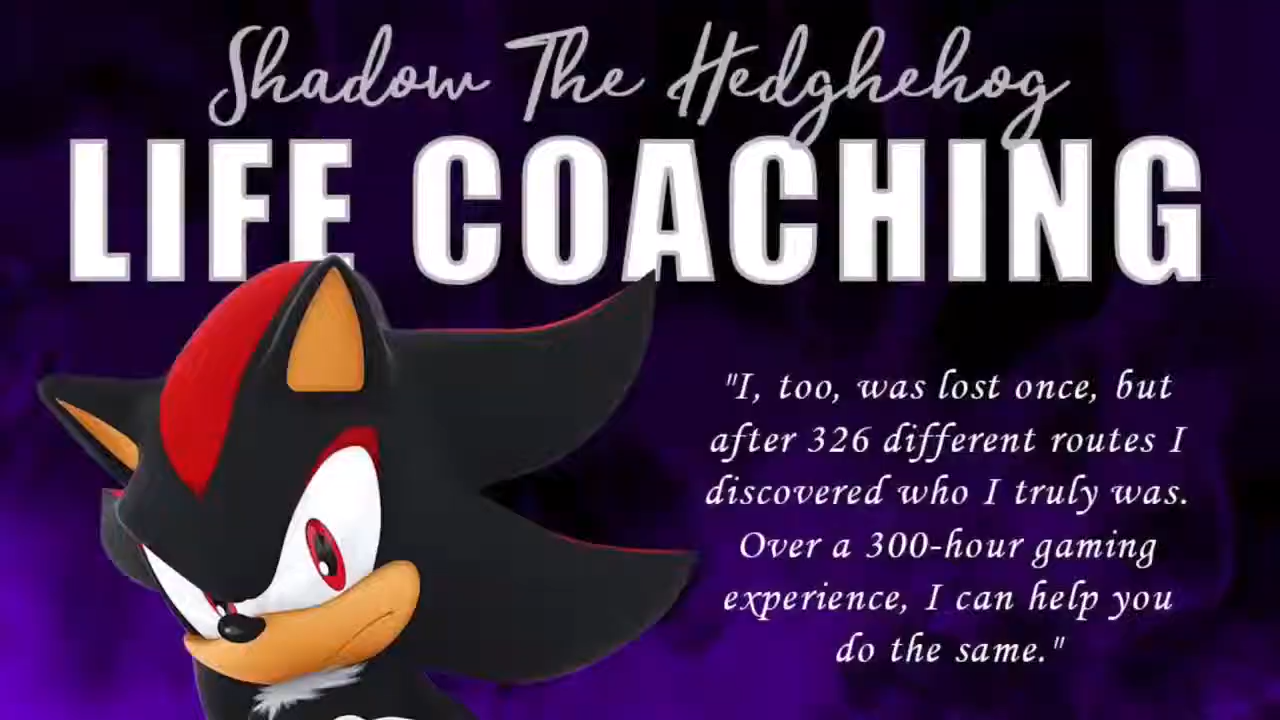 Shadow The Hedghehog
LIFE COACHING
"I, too, was lost once, but
after 326 different routes I
discovered who I truly was.
Over a 300-hour gaming
experience, I can help you
do the same."